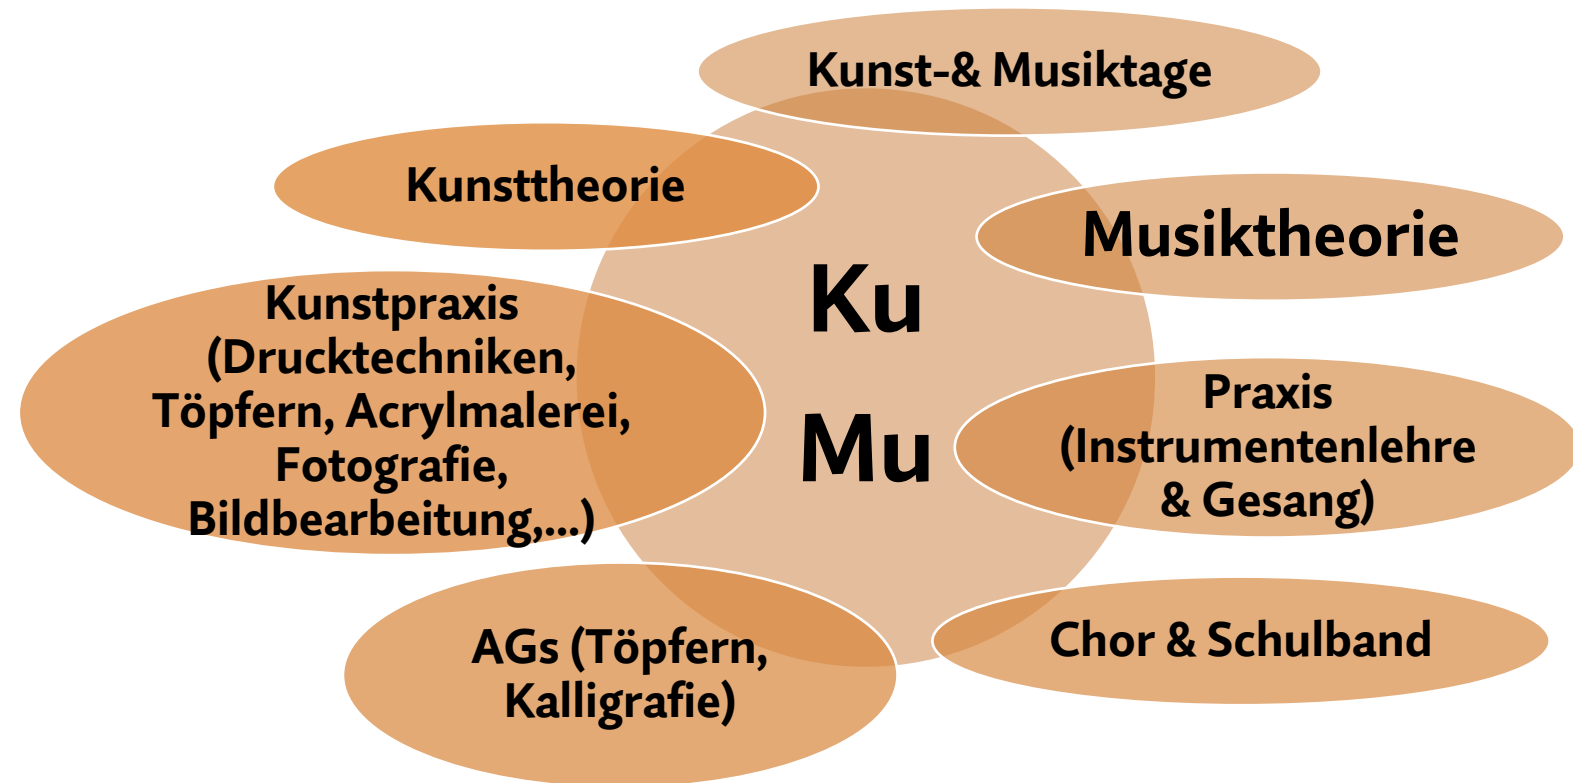 Kunst-& Musiktage
Kunsttheorie
Musiktheorie
Ku
Mu
Kunstpraxis
(Drucktechniken,
Töpfern, Acrylmalerei,
Fotografie,
Bildbearbeitung,...)
Praxis
(Instrumentenlehre
& Gesang)
AGs (Töpfern,
Kalligrafie)
Chor & Schulband